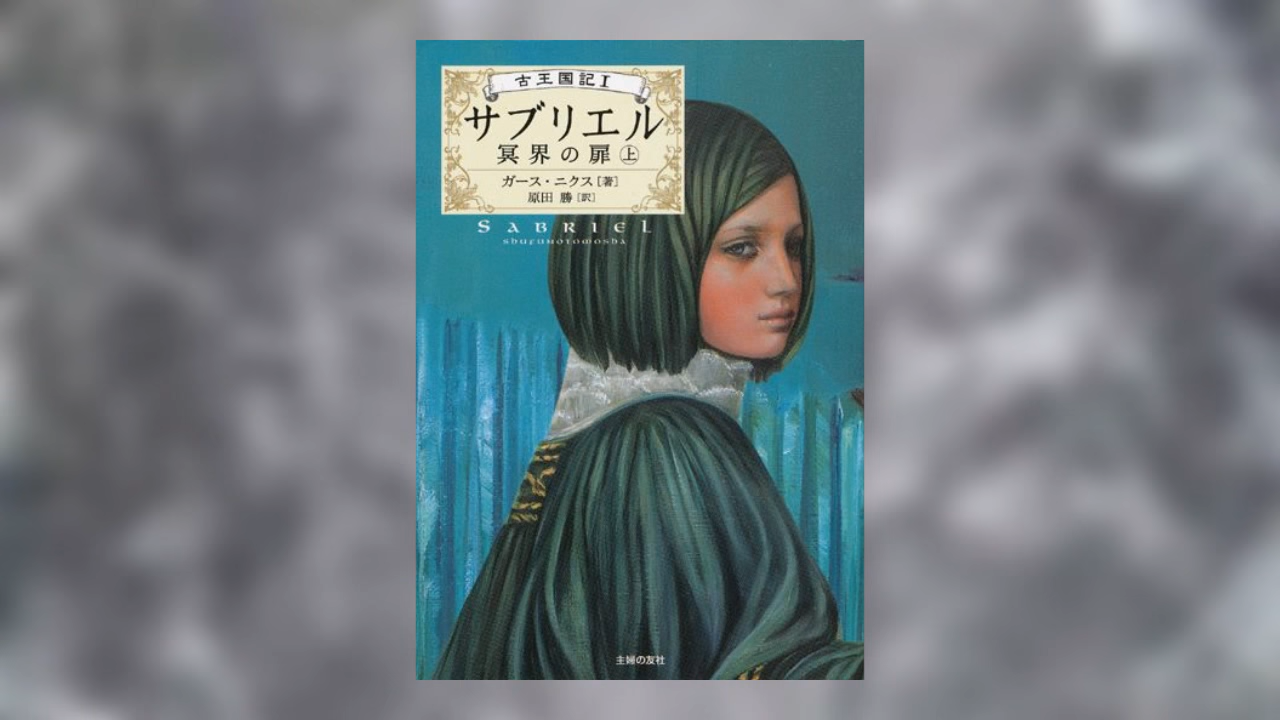 古王国記I
サブリエル
冥界の扉㊤
ガース・ニクス[著]
原田 勝[訳]
SABRIEL
SHUFUNOTOMOSHA
主婦の友社